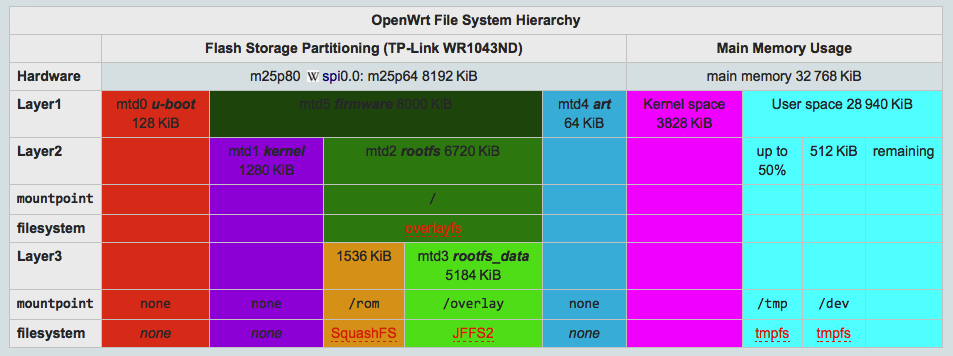 OpenWrt File System Hierarchy
Flash Storage Partitioning (TP-Link WR1043ND) Main Memory Usage
Hardware m25p80 W spi0.0: m25p64 8192 KiB main memory 32 768 KiB
Layer1 mtd0 u-boot mtd5 firmware 8000 KiB mtd4 art Kernel space User space 28 940 KiB
128 KiB 64 KiB 3828 KiB
Layer2 mtd1 kernel mtd2 rootfs 6720 KiB up to 512 KiB remaining
1280 KiB 50%
mountpoint /
filesystem overlayfs
Layer3 1536 KiB mtd3 rootfs_data
5184 KiB
mountpoint none none /rom /overlay none /tmp /dev
filesystem none none SquashFS JFFS2 none tmpfs tmpfs